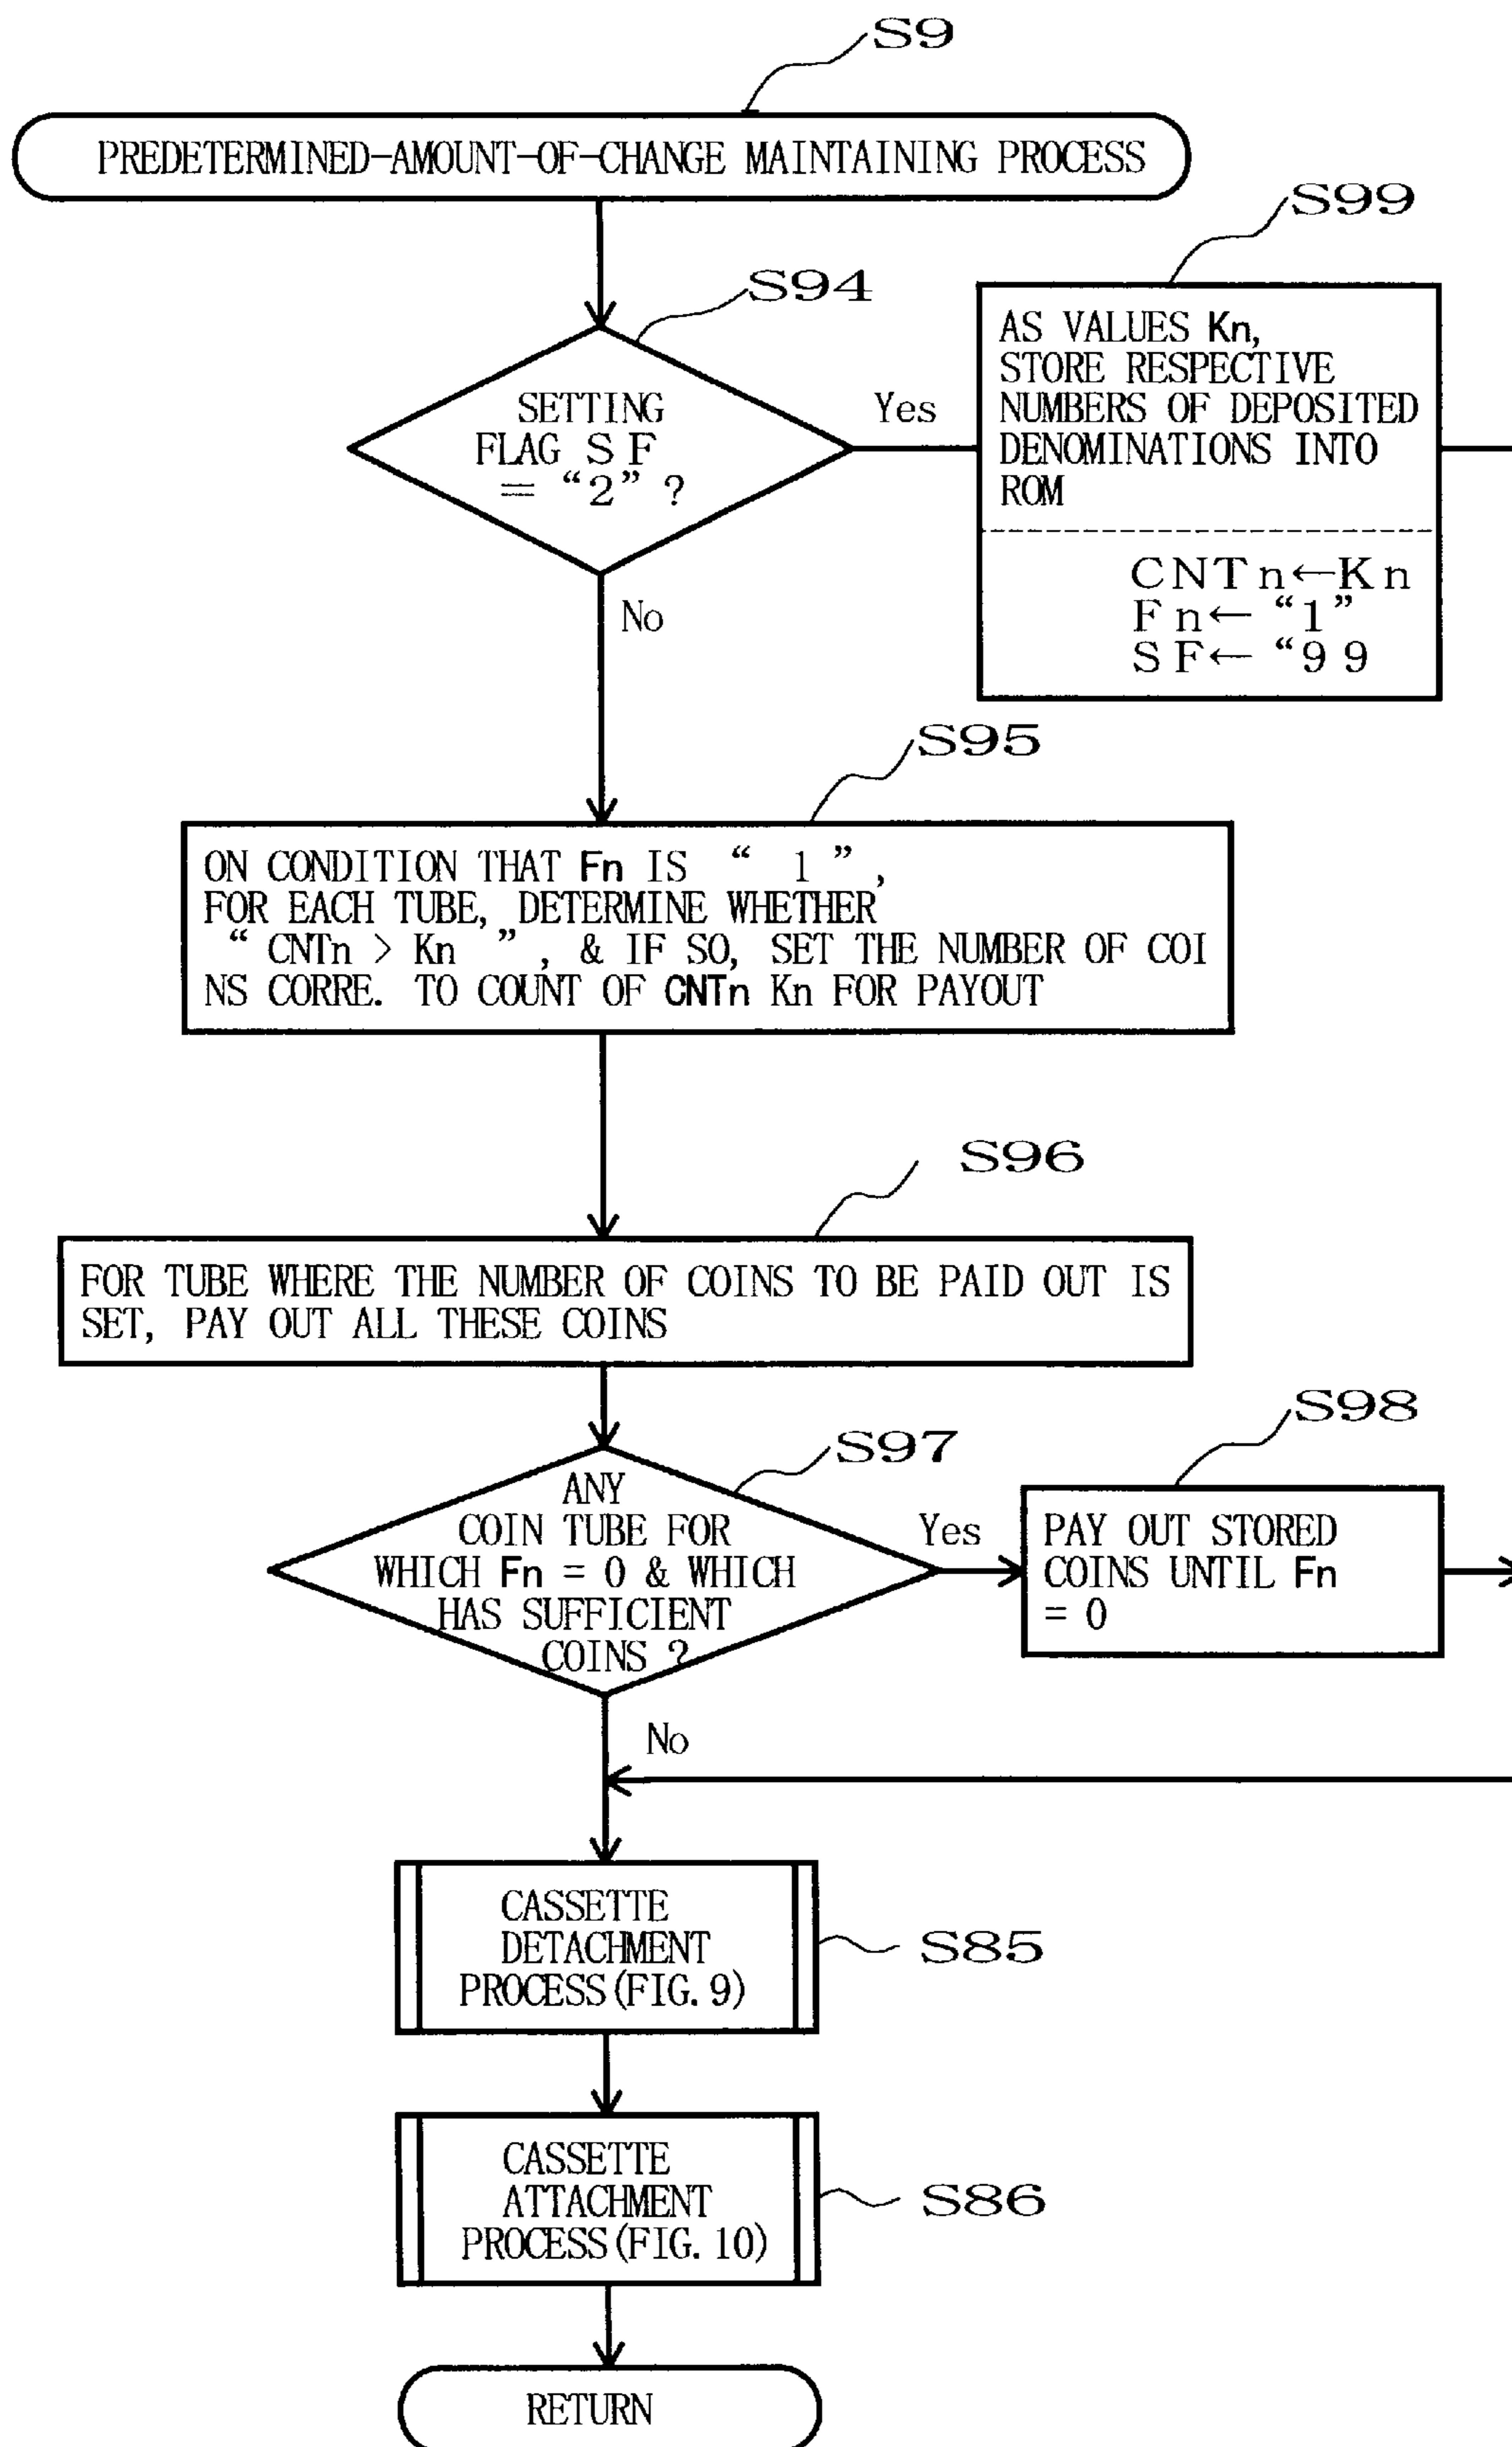 S9
PREDETERMINED-AMOUNT-OF-CHANGE MAINTAINING PROCESS
S99
S94
AS VALUES Kn,
STORE RESPECTIVE
NUMBERS OF DEPOSITED
DENOMINATIONS INTO
ROM
CNTn←Kn
Fn← “1”
SF← “99
SETTING
FLAG SF
= “2” ?
Yes
No
S95
ON CONDITION THAT Fn IS “ 1 ” ,
FOR EACH TUBE, DETERMINE WHETHER
“ CNTn > Kn ” , & IF SO, SET THE NUMBER OF COI
NS CORRE. TO COUNT OF CNTn Kn FOR PAYOUT
S96
FOR TUBE WHERE THE NUMBER OF COINS TO BE PAID OUT IS
SET, PAY OUT ALL THESE COINS
S97
S98
ANY
COIN TUBE FOR
WHICH Fn = 0 & WHICH
HAS SUFFICIENT
COINS ?
Yes
PAY OUT STORED
COINS UNTIL Fn
= 0
No
CASSETTE
DETACHMENT
PROCESS(FIG. 9)
S85
CASSETTE
ATTACHMENT
PROCESS(FIG. 10)
S86
RETURN